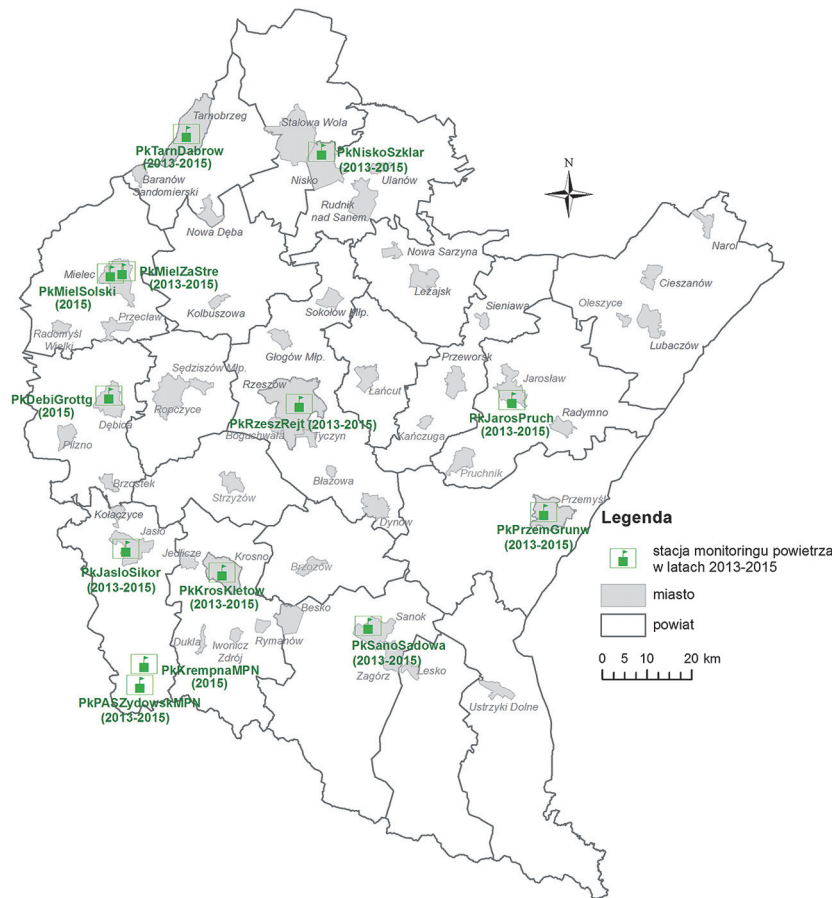 Tarnobrzeg
Stalowa Wola
PkTarnDabrow
(2013-2015)
PkNiskoSzklar
(2013-2015)
Baranów
Sandomierski
Nisko
Ulanów
Rudnik
nad Sanem
Nowa Dęba
N
Narol
Nowa Sarzyna
Leżajsk
Cieszanów
Oleszyce
Lubaczów
Sieniawa
Mielec
PkMielZaStre
(2013-2015)
PkMielSolski
(2015)
Kolbuszowa
Sokołów Młp.
Radomyśl
Wielki
Przecław
Głogów Młp.
Sędziszów Młp.
Przeworsk
Jarosław
Rzeszów
Łańcut
PkDebiGrottg
(2015)
Ropczyce
Dębica
PkRzeszRejt (2013-2015)
PkJarosPruch
(2013-2015)
Radymno
Boguchwała
Tyczyn
Kańczuga
Pilzno
Pruchnik
Brzostek
Strzyżów
Błażowa
Dynów
Przemyśl
PkPrzemGrunw
(2013-2015)
Kołaczyce
Jasło
PkJasloSikor
(2013-2015)
Jedlicze
Krosno
PkKrosKletow
(2013-2015)
Brzozów
Besko
Rymanów
Iwonicz
Zdrój
Dukla
Sanok
PkSanoSadowa
(2013-2015)
Zagórz
Lesko
PkKrempnaMPN
(2015)
PkPASZydowskMPN
(2013-2015)
Ustrzyki Dolne
Legenda
stacja monitoringu powietrza
w latach 2013-2015
miasto
powiat
0 5 10 20 km